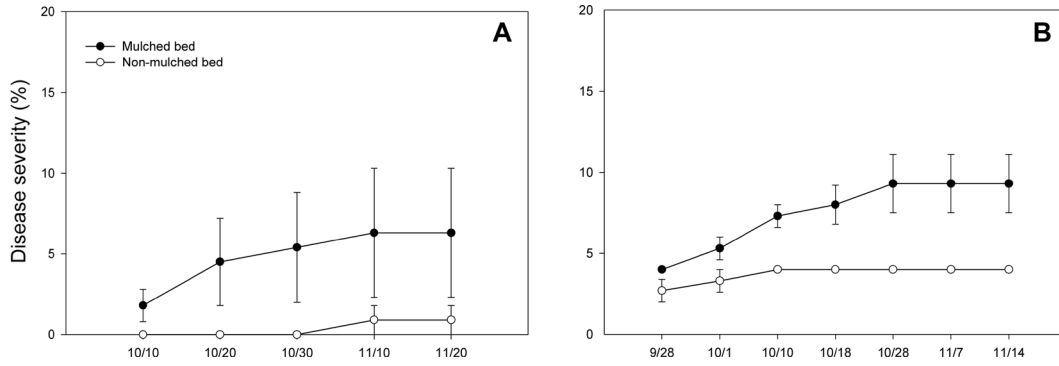 A
Mulched bed
Non-mulched bed
Disease severity (%)
20
15
10
5
0
10/10 10/20 10/30 11/10 11/20
B
20
15
10
5
0
9/28 10/1 10/10 10/18 10/28 11/7 11/14